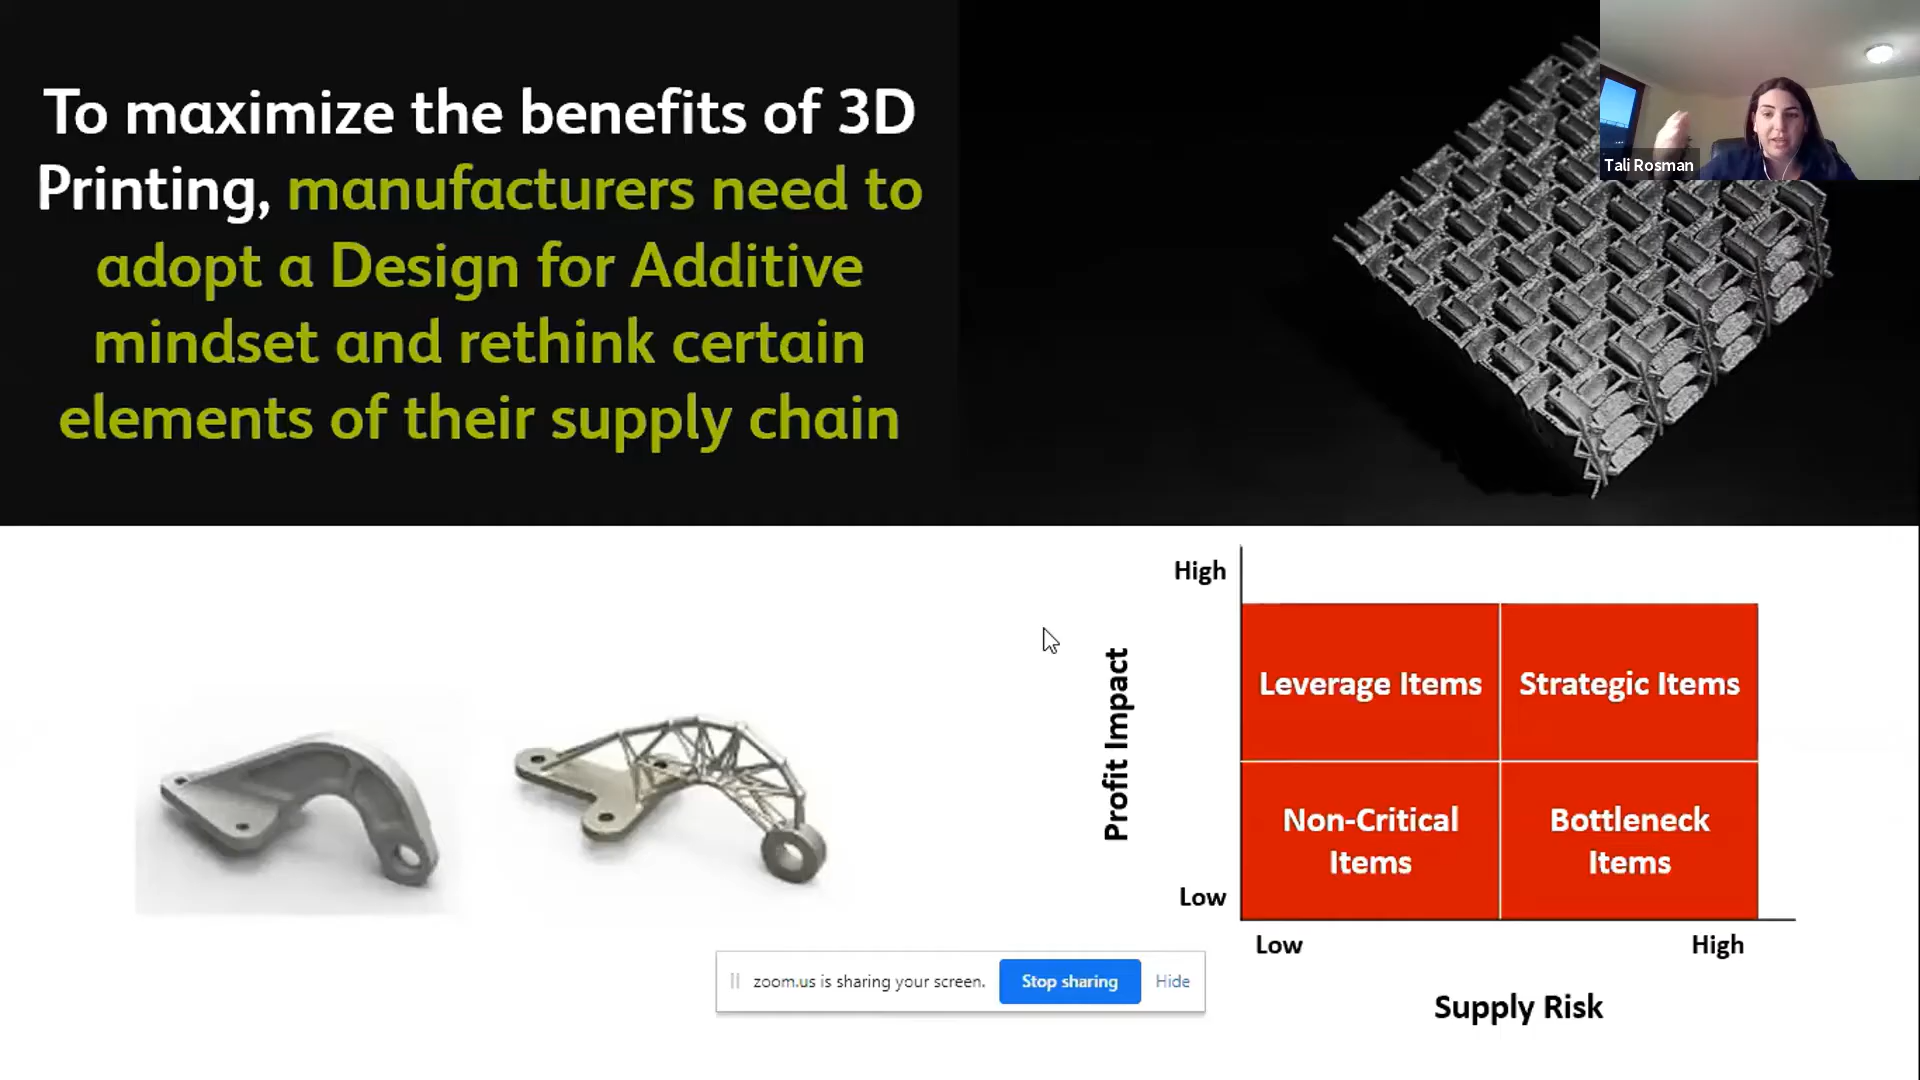 To maximize the benefits of 3D
Printing, manufacturers need to
adopt a Design for Additive
mindset and rethink certain
elements of their supply chain
Tali Rosman
High
Profit Impact
Leverage Items
Strategic Items
Non-Critical
Items
Bottleneck
Items
Low
Low
High
Supply Risk
zoom.us is sharing your screen.
Stop sharing
Hide